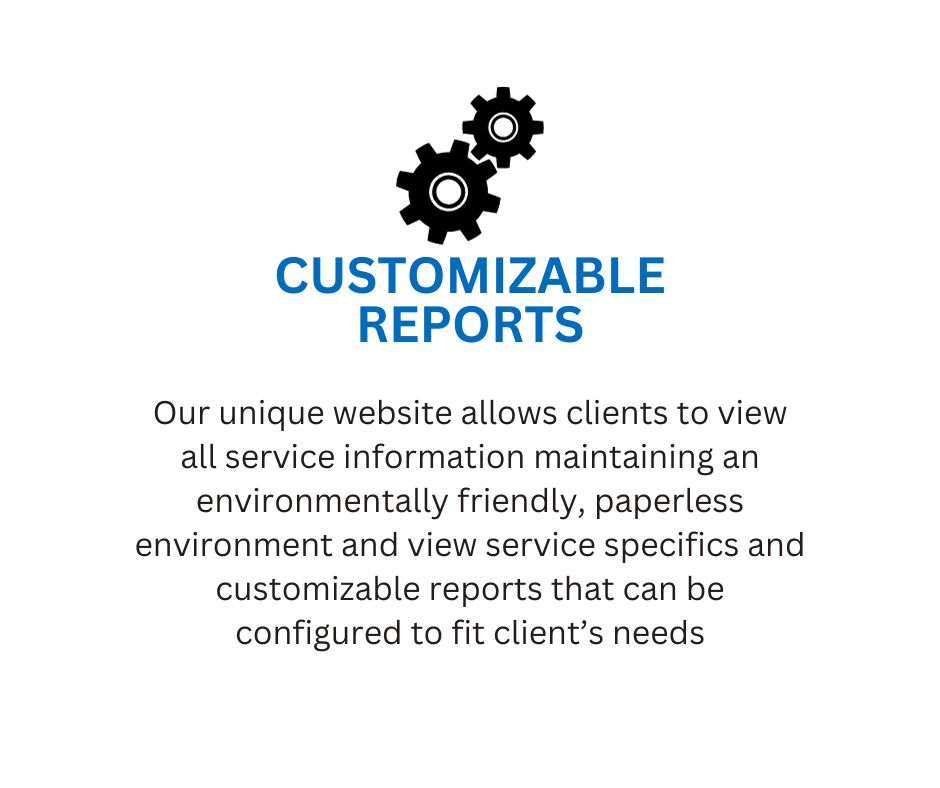 CUSTOMIZABLE
REPORTS
Our unique website allows clients to view
all service information maintaining an
environmentally friendly, paperless
environment and view service specifics and
customizable reports that can be
configured to fit client’s needs